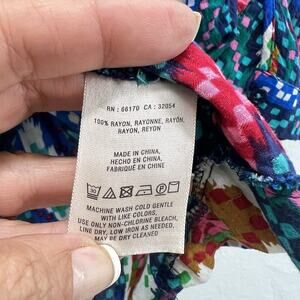 RN : 66170 CA : 32054
100% RAYON, RAYONNE, RAYÓN,
RAYON, REYON
MADE IN CHINA,
HECHO EN CHINA,
FABRIQUÉ EN CHINE
30
MACHINE WASH COLD GENTLE
WITH LIKE COLORS,
USE ONLY NON-CHLORINE BLEACH,
LINE DRY, LOW IRON AS NEEDED,
MAY BE DRY CLEANED